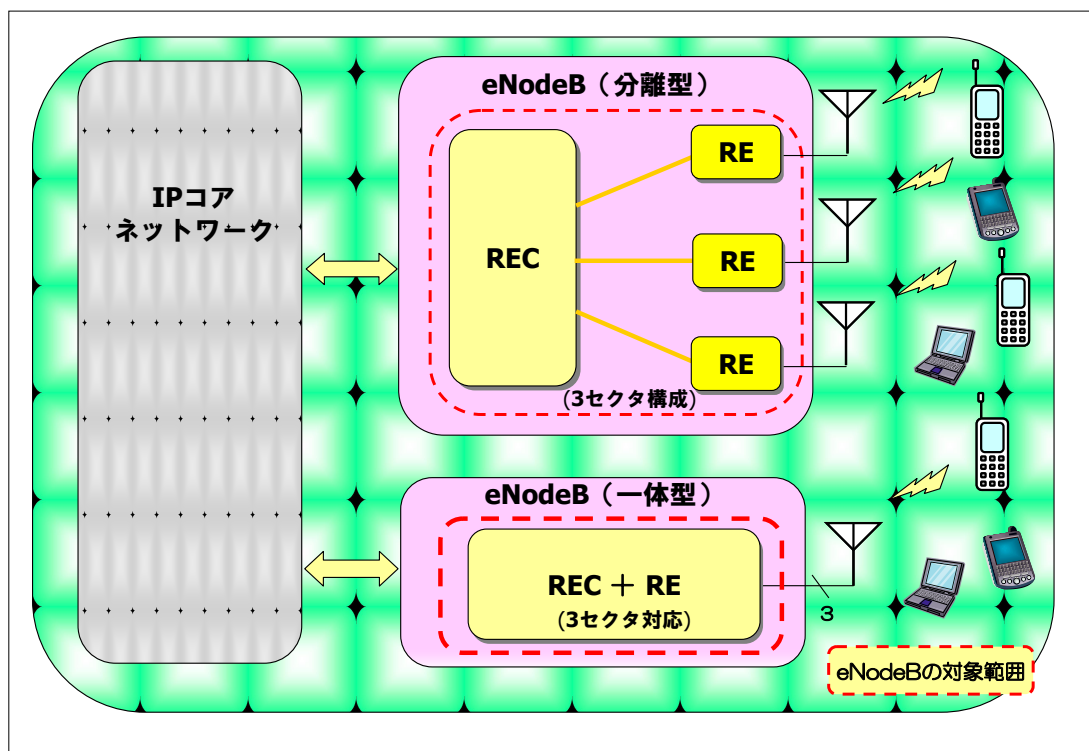 IPコア
ネットワーク
eNodeB（分離型）
REC
RE
RE
RE
(3セクタ構成)
eNodeB（一体型）
REC ＋ RE
(3セクタ対応)
3
eNodeBの対象範囲